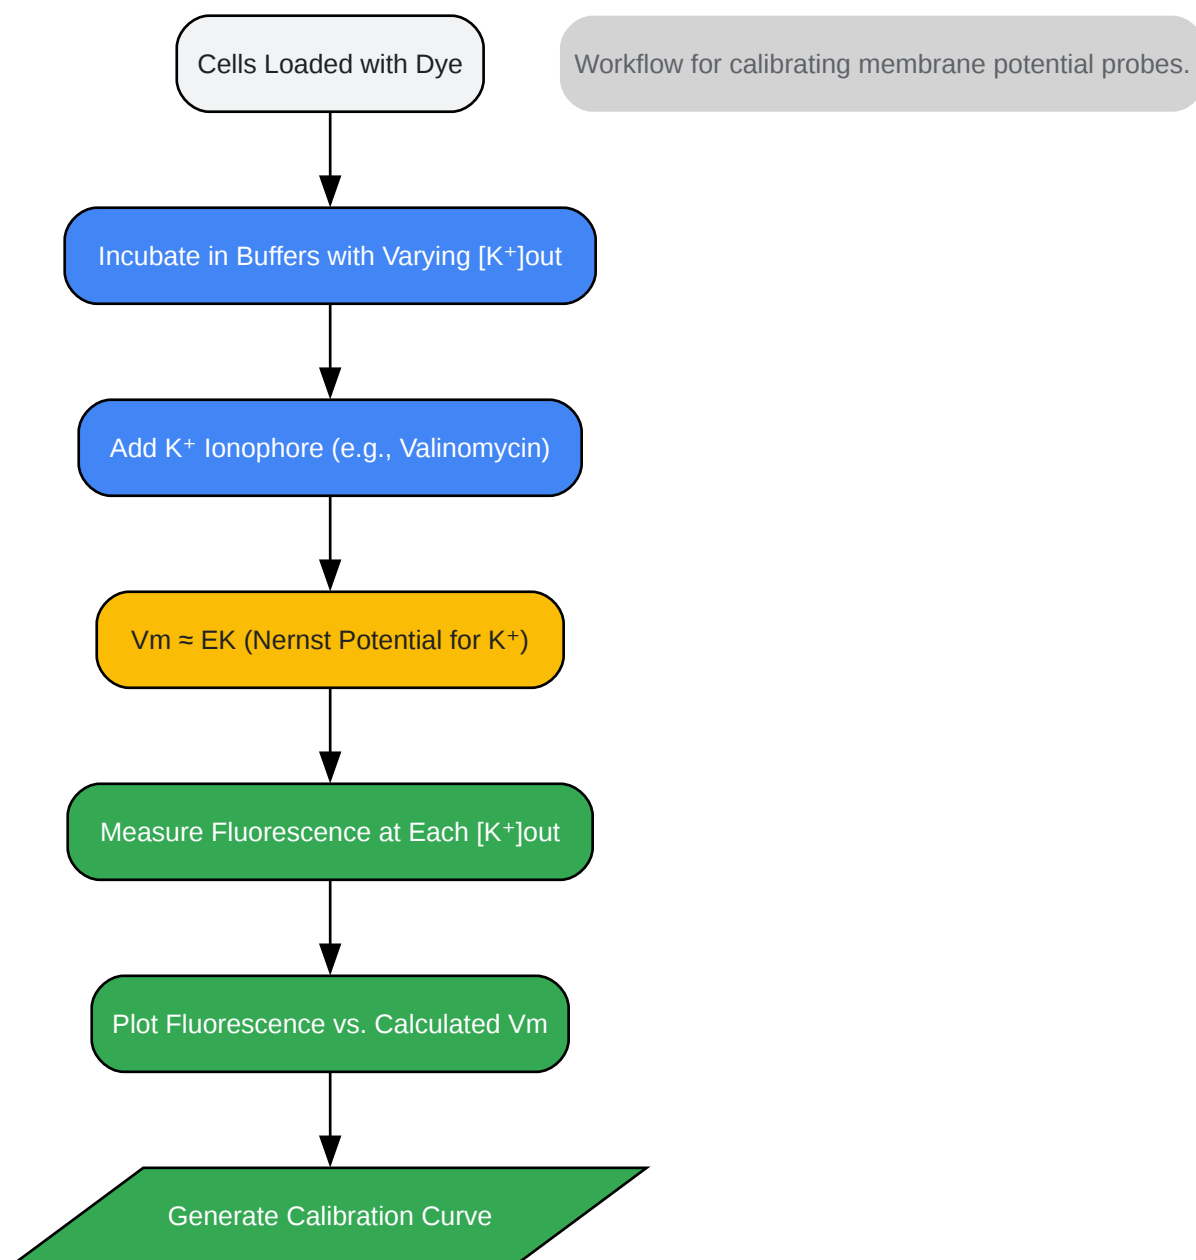 Cells Loaded with Dye
Workflow for calibrating membrane potential probes.
Incubate in Buffers with Varying [K⁺]out
Add K⁺ Ionophore (e.g., Valinomycin)
Vm ≈ EK (Nernst Potential for K⁺)
Measure Fluorescence at Each [K⁺]out
Plot Fluorescence vs. Calculated Vm
Generate Calibration Curve